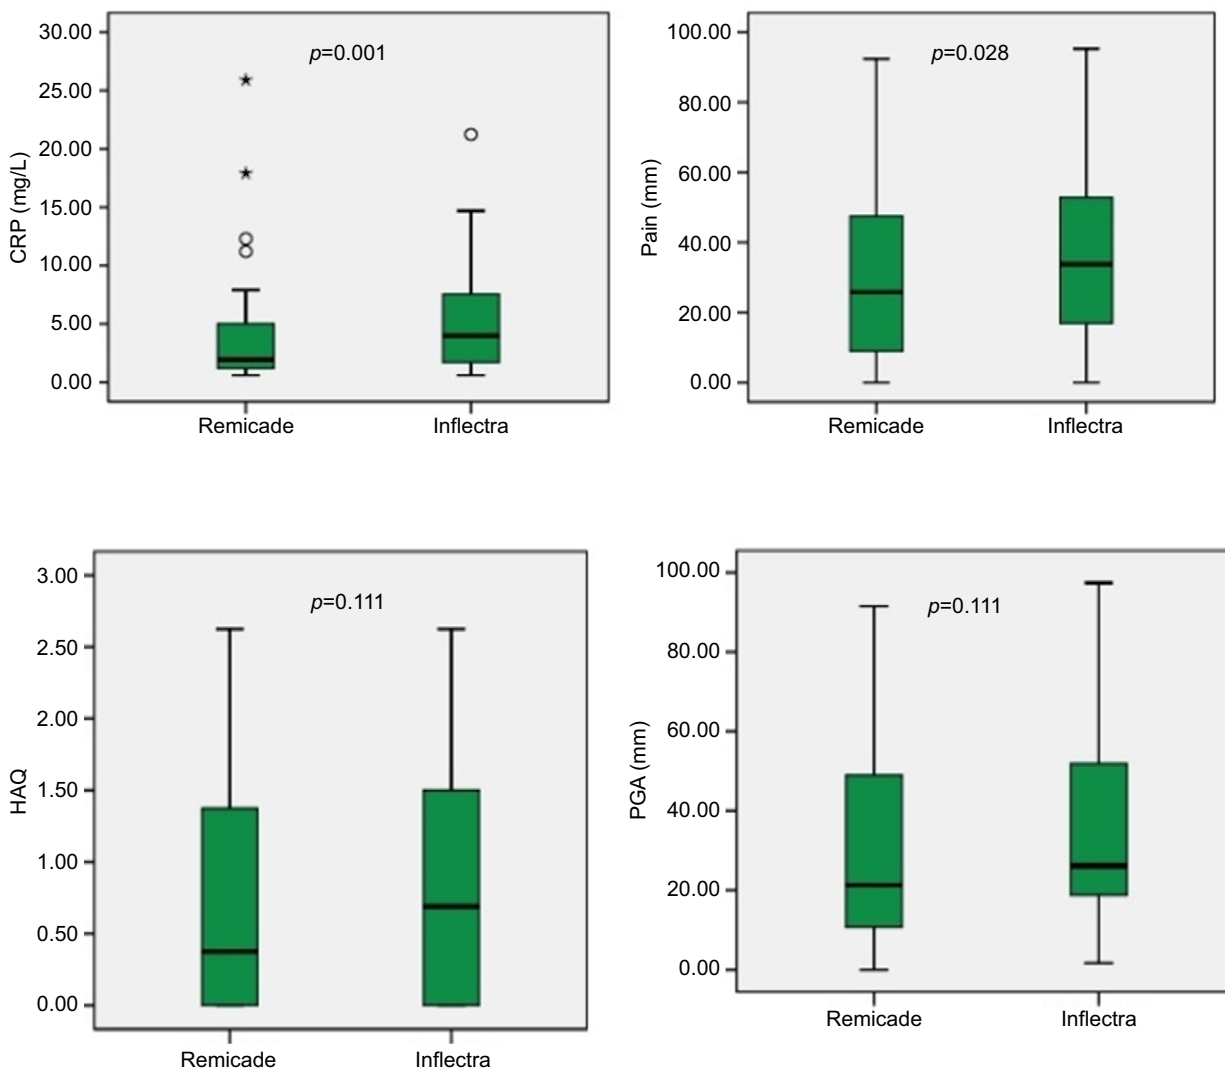 30.00
25.00
20.00
15.00
10.00
5.00
0.00
CRP (mg/L)
p=0.001
Remicade Inflectra
100.00
80.00
60.00
40.00
20.00
0.00
Pain (mm)
p=0.028
Remicade Inflectra
3.00
2.50
2.00
1.50
1.00
0.50
0.00
HAQ
p=0.111
Remicade Inflectra
100.00
80.00
60.00
40.00
20.00
0.00
PGA (mm)
p=0.111
Remicade Inflectra